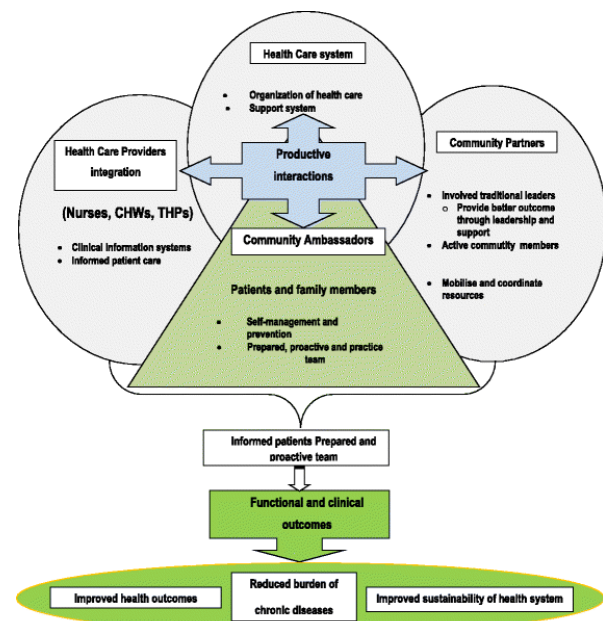 Health Care system
• Organization of health care
• Support system
Health Care Providers
integration
(Nurses, CHWs, THPs)
• Clinical information systems
• Informed patient care
Productive
interactions
Community Partners
• Involved traditional leaders
o Provide better outcome
through leadership and
support
• Active commutity members
• Mobilise and coordinate
resources
Community Ambassadors
Patients and family members
• Self-management and
prevention
• Prepared, proactive and practice
team
Informed patients Prepared and
proactive team
Functional and clinical
outcomes
Improved health outcomes
Reduced burden of
chronic diseases
Improved sustainability of health system